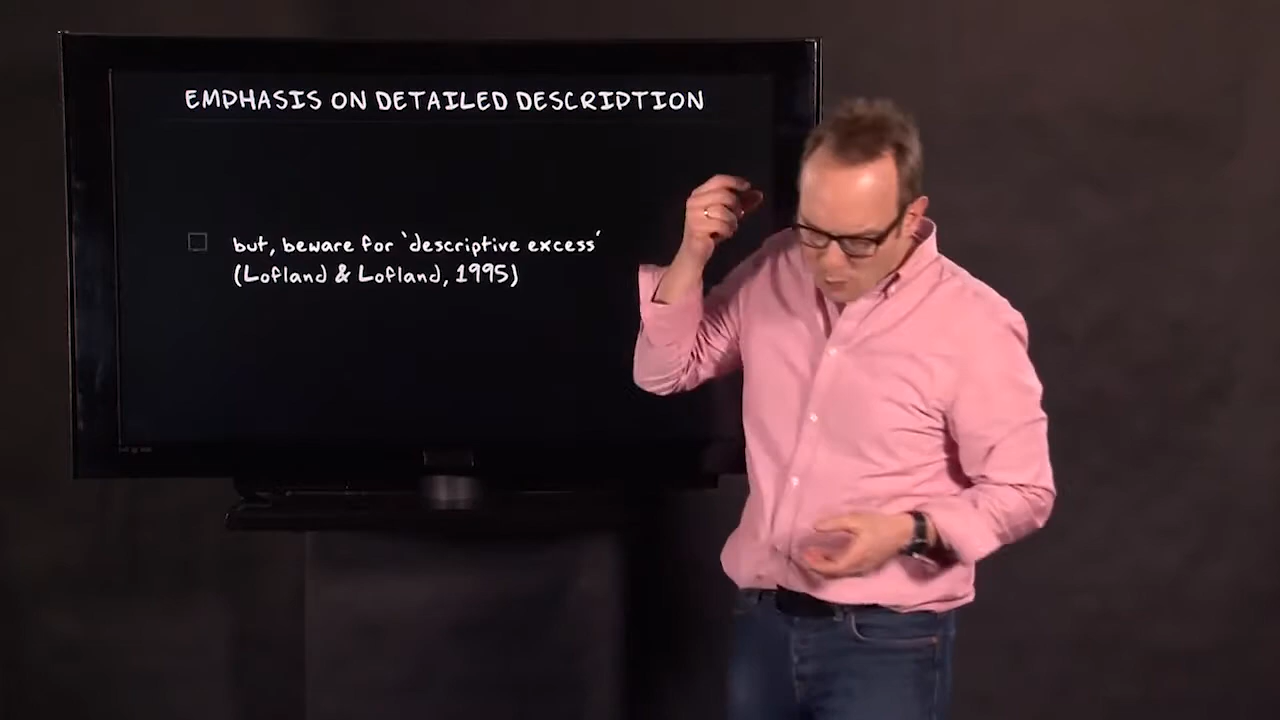 EMPHASIS ON DETAILED DESCRIPTION
but, beware for 'descriptive excess'
(Lofland & Lofland, 1995)